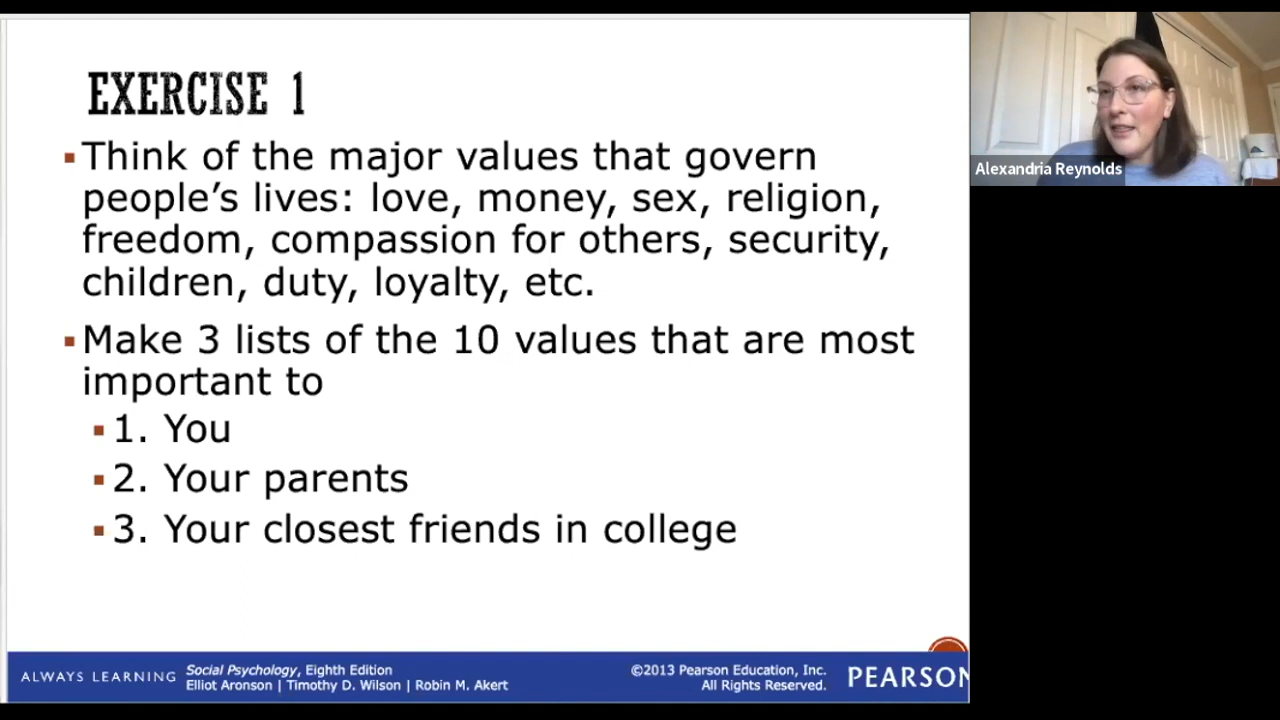 EXERCISE 1
▪Think of the major values that govern
people's lives: love, money, sex, religion,
freedom, compassion for others, security,
children, duty, loyalty, etc.
▪Make 3 lists of the 10 values that are most
important to
▪1. You
▪2. Your parents
▪3. Your closest friends in college
ALWAYS LEARNING
Social Psychology, Eighth Edition
Elliot Aronson | Timothy D. Wilson | Robin M. Akert
©2013 Pearson Education, Inc.
All Rights Reserved.
PEARSON
Alexandria Reynolds